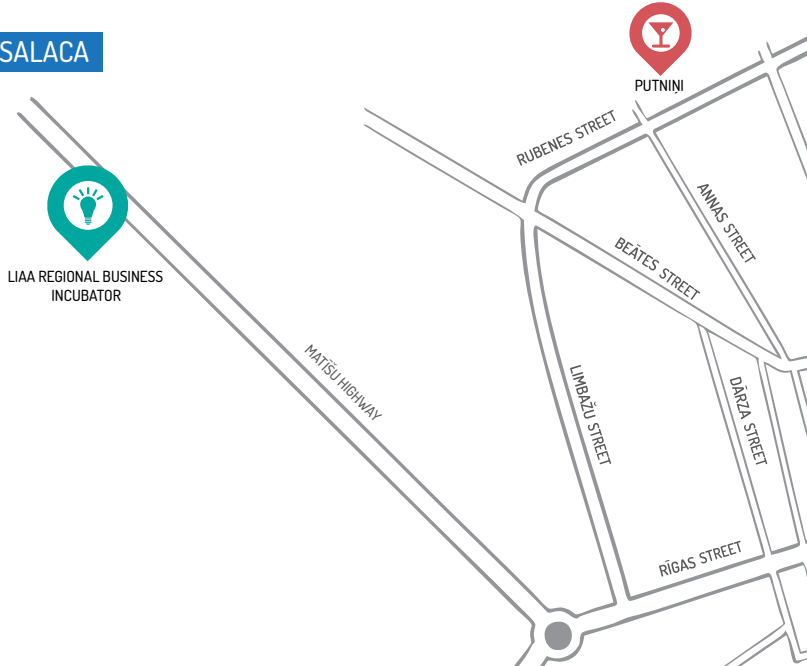 SALACA
PUTNIŅI
RUBENES STREET
ANNAS STREET
BEĀTES STREET
LIAA REGIONAL BUSINESS
INCUBATOR
MATĪŠU HIGHWAY
LIMBAŽU STREET
DĀRZA STREET
RĪGAS STREET